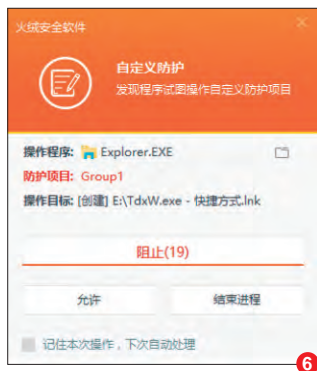 火绒安全软件
自定义防护
发现程序试图操作自定义防护项目
操作程序: Explorer.EXE
防护项目: Group1
操作目标: [创建] E:\TdxW.exe - 快捷方式.lnk
阻止(19)
允许 结束进程
记住本次操作，下次自动处理
6